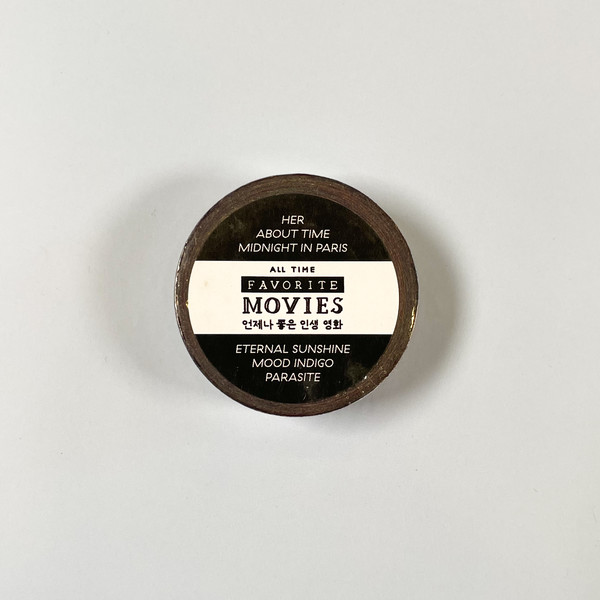 HER
ABOUT TIME
MIDNIGHT IN PARIS
ALL TIME
FAVORITE
MOVIES
언제나 좋은 인생 영화
ETERNAL SUNSHINE
MOOD INDIGO
PARASITE